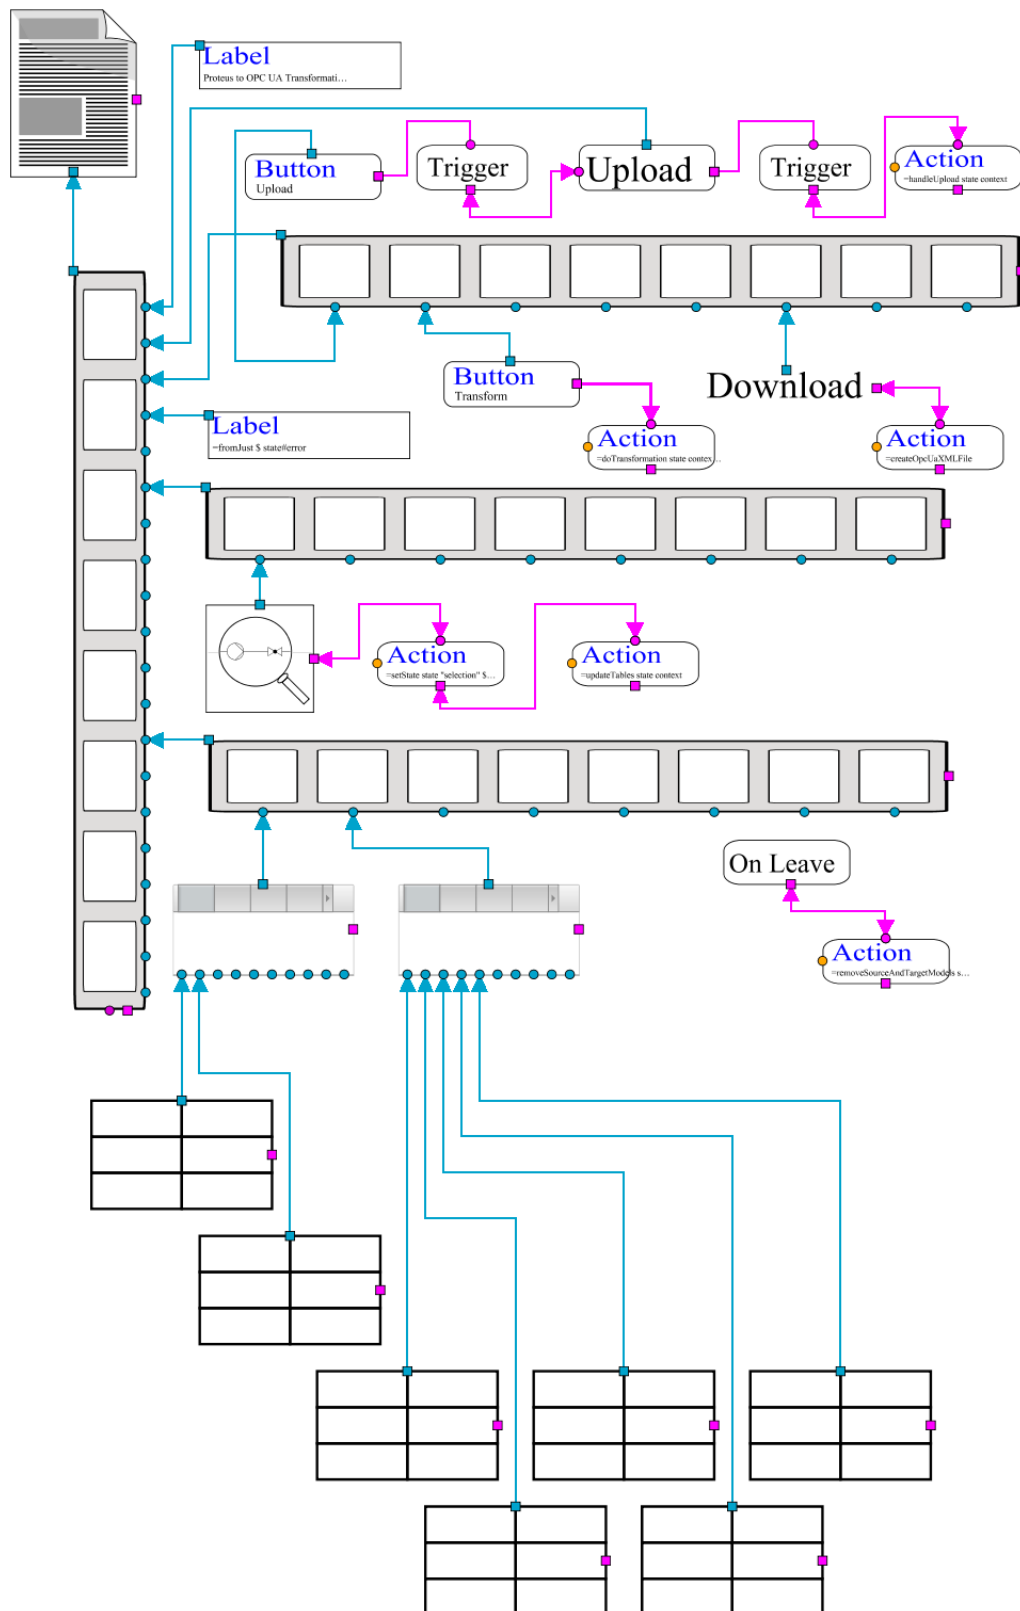 Label
Proteus to OPC UA Transformati…
Button
Upload
Trigger
Upload
Trigger
Action
=handleUpload state context
Button
Transform
Download
Label
=fromJust $ state#error
Action
=doTransformation state contex…
Action
=createOpcUaXMLFile
Action
=setState state "selection" $…
Action
=updateTables state context
On Leave
Action
=removeSourceAndTargetModels s…